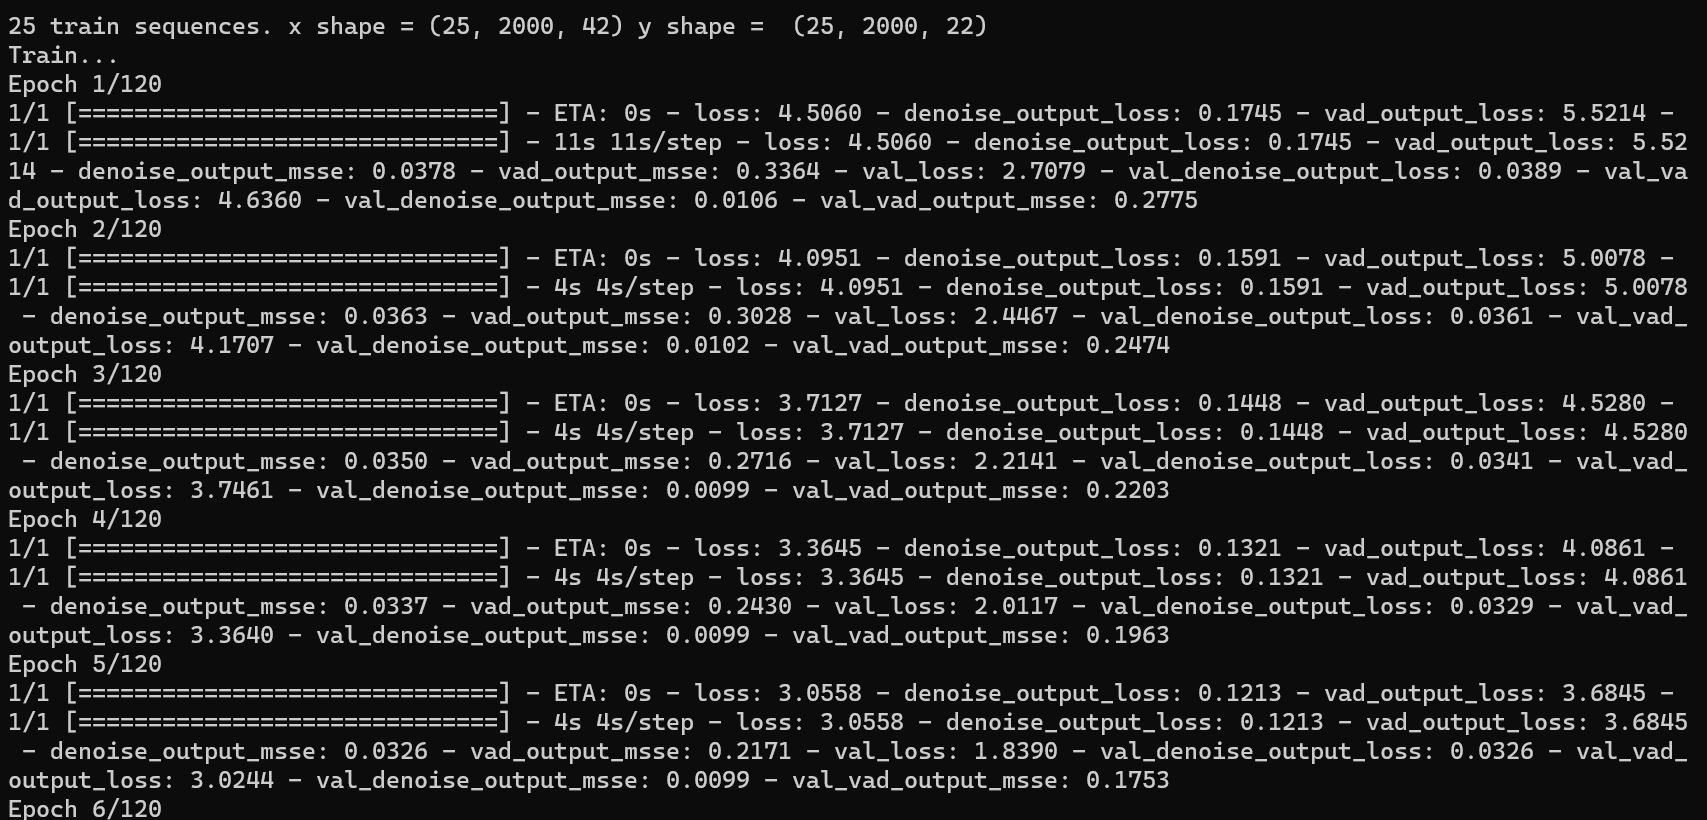 25 train sequences. x shape = (25, 2000, 42) y shape =  (25, 2000, 22)
Train...
Epoch 1/120
1/1 [==============================] - ETA: 0s - loss: 4.5060 - denoise_output_loss: 0.1745 - vad_output_loss: 5.5214 -
1/1 [==============================] - 11s 11s/step - loss: 4.5060 - denoise_output_loss: 0.1745 - vad_output_loss: 5.52
14 - denoise_output_msse: 0.0378 - vad_output_msse: 0.3364 - val_loss: 2.7079 - val_denoise_output_loss: 0.0389 - val_va
d_output_loss: 4.6360 - val_denoise_output_msse: 0.0106 - val_vad_output_msse: 0.2775
Epoch 2/120
1/1 [==============================] - ETA: 0s - loss: 4.0951 - denoise_output_loss: 0.1591 - vad_output_loss: 5.0078 -
1/1 [==============================] - 4s 4s/step - loss: 4.0951 - denoise_output_loss: 0.1591 - vad_output_loss: 5.0078
 - denoise_output_msse: 0.0363 - vad_output_msse: 0.3028 - val_loss: 2.4467 - val_denoise_output_loss: 0.0361 - val_vad_
output_loss: 4.1707 - val_denoise_output_msse: 0.0102 - val_vad_output_msse: 0.2474
Epoch 3/120
1/1 [==============================] - ETA: 0s - loss: 3.7127 - denoise_output_loss: 0.1448 - vad_output_loss: 4.5280 -
1/1 [==============================] - 4s 4s/step - loss: 3.7127 - denoise_output_loss: 0.1448 - vad_output_loss: 4.5280
 - denoise_output_msse: 0.0350 - vad_output_msse: 0.2716 - val_loss: 2.2141 - val_denoise_output_loss: 0.0341 - val_vad_
output_loss: 3.7461 - val_denoise_output_msse: 0.0099 - val_vad_output_msse: 0.2203
Epoch 4/120
1/1 [==============================] - ETA: 0s - loss: 3.3645 - denoise_output_loss: 0.1321 - vad_output_loss: 4.0861 -
1/1 [==============================] - 4s 4s/step - loss: 3.3645 - denoise_output_loss: 0.1321 - vad_output_loss: 4.0861
 - denoise_output_msse: 0.0337 - vad_output_msse: 0.2430 - val_loss: 2.0117 - val_denoise_output_loss: 0.0329 - val_vad_
output_loss: 3.3640 - val_denoise_output_msse: 0.0099 - val_vad_output_msse: 0.1963
Epoch 5/120
1/1 [==============================] - ETA: 0s - loss: 3.0558 - denoise_output_loss: 0.1213 - vad_output_loss: 3.6845 -
1/1 [==============================] - 4s 4s/step - loss: 3.0558 - denoise_output_loss: 0.1213 - vad_output_loss: 3.6845
 - denoise_output_msse: 0.0326 - vad_output_msse: 0.2171 - val_loss: 1.8390 - val_denoise_output_loss: 0.0326 - val_vad_
output_loss: 3.0244 - val_denoise_output_msse: 0.0099 - val_vad_output_msse: 0.1753
Epoch 6/120